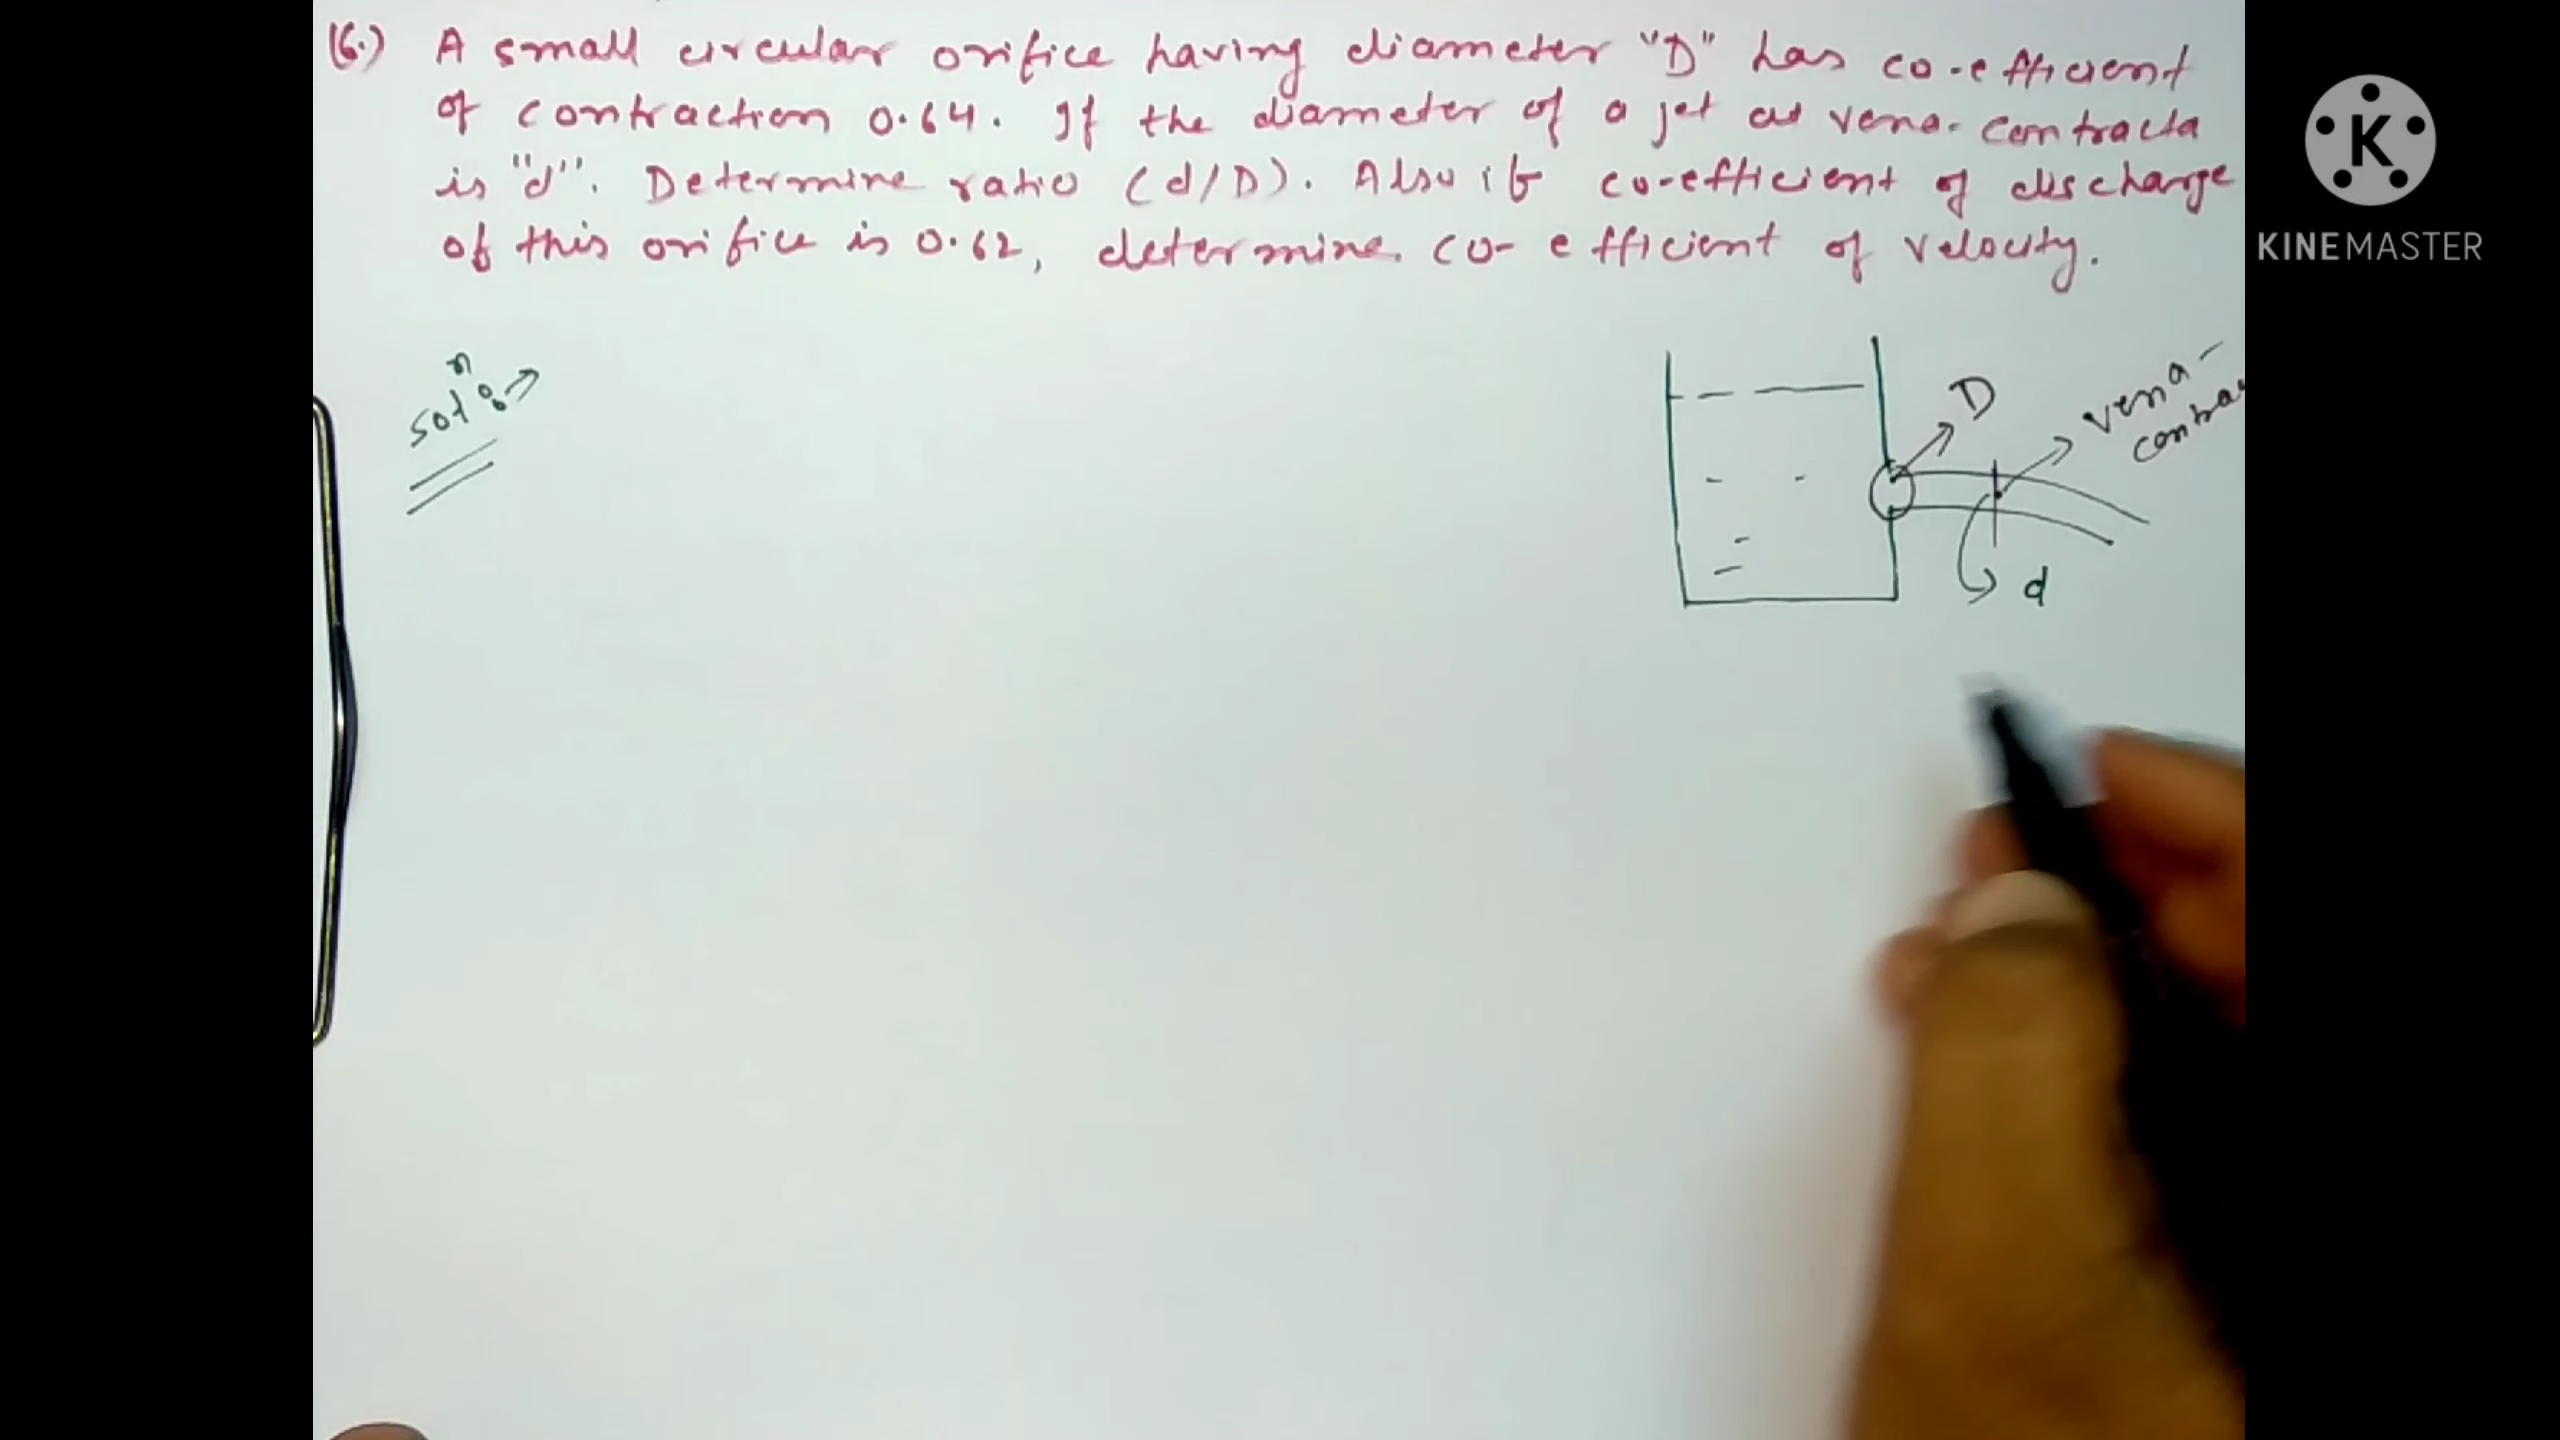 (6.) A small circular orifice having diameter "D" has co-efficient
of contraction 0.64. If the diameter of a jet at vena-contracta
is "d". Determine ratio (d/D). Also if co-efficient of discharge
of this orifice is 0.62, determine. co-efficient of velocity.
K
KINEMASTER
soln :→
D
vena-
contra
d